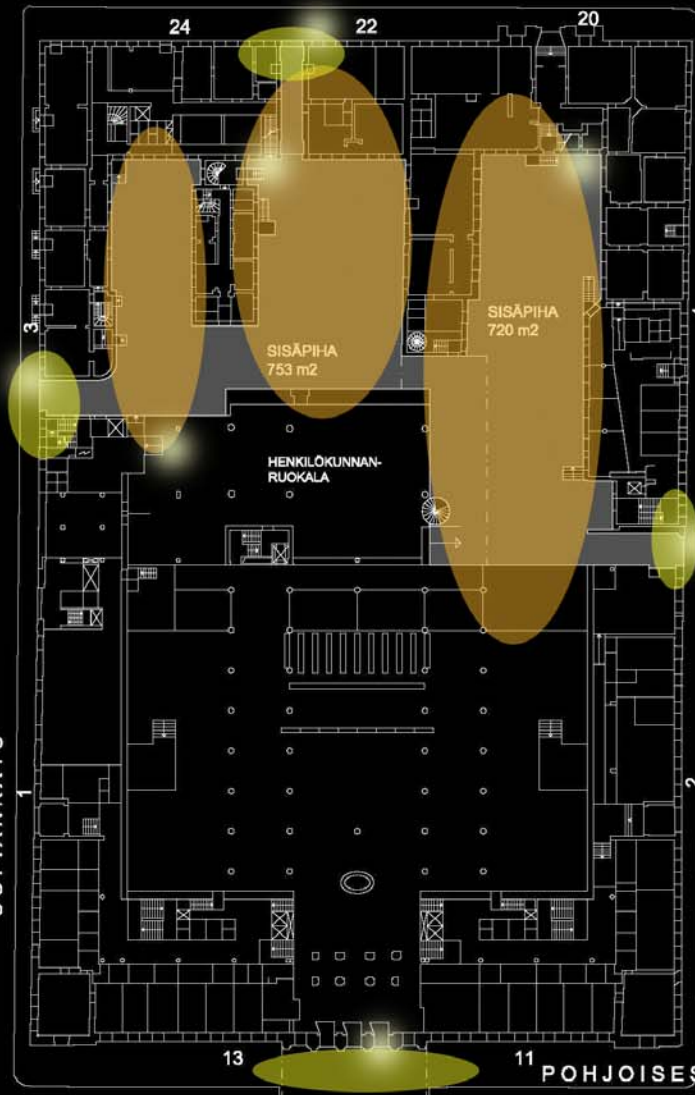 24
22
20
3
SISÄPIHA
753 m2
SISÄPIHA
720 m2
HENKILÖKUNNAN-
RUOKALA
1
2
13
11
POHJOISES